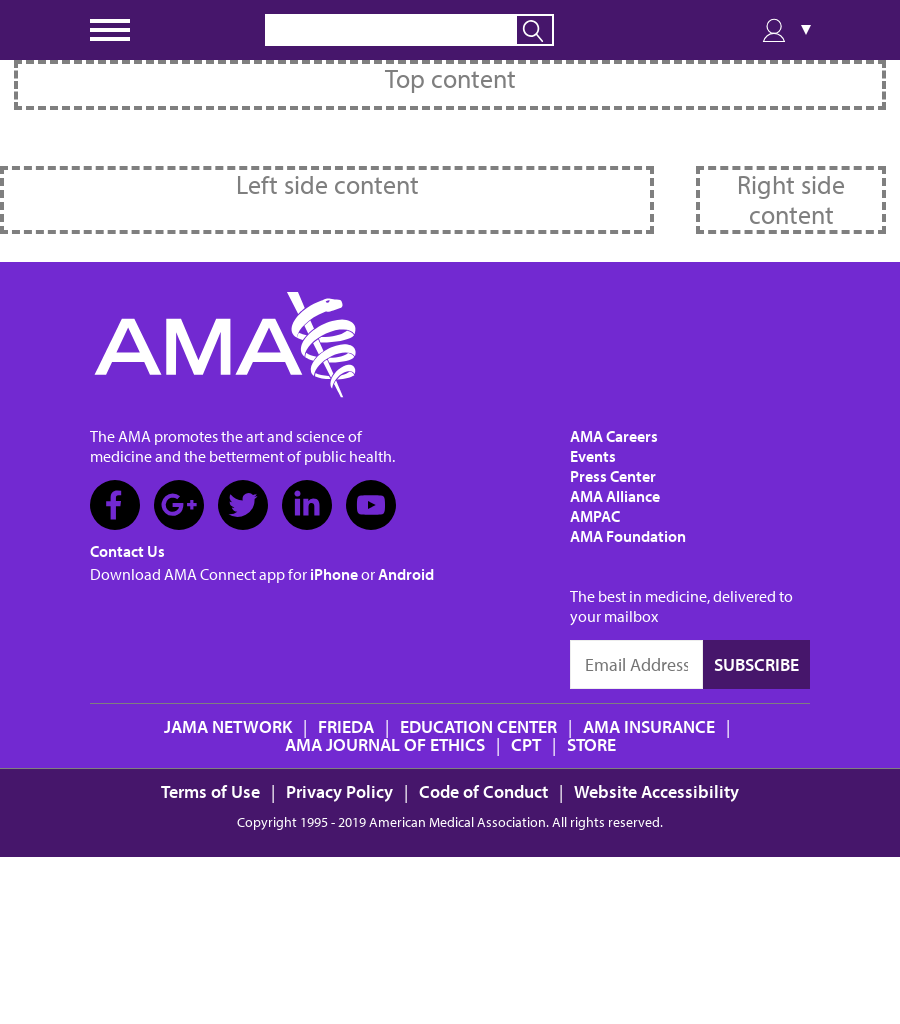 Top content
Left side content
Right side
content
AMA
The AMA promotes the art and science of
medicine and the betterment of public health.
Contact Us
Download AMA Connect app for iPhone or Android
AMA Careers
Events
Press Center
AMA Alliance
AMPAC
AMA Foundation
The best in medicine, delivered to
your mailbox
Email Address SUBSCRIBE
JAMA NETWORK | FRIEDA | EDUCATION CENTER | AMA INSURANCE |
AMA JOURNAL OF ETHICS | CPT | STORE
Terms of Use | Privacy Policy | Code of Conduct | Website Accessibility
Copyright 1995 - 2019 American Medical Association. All rights reserved.